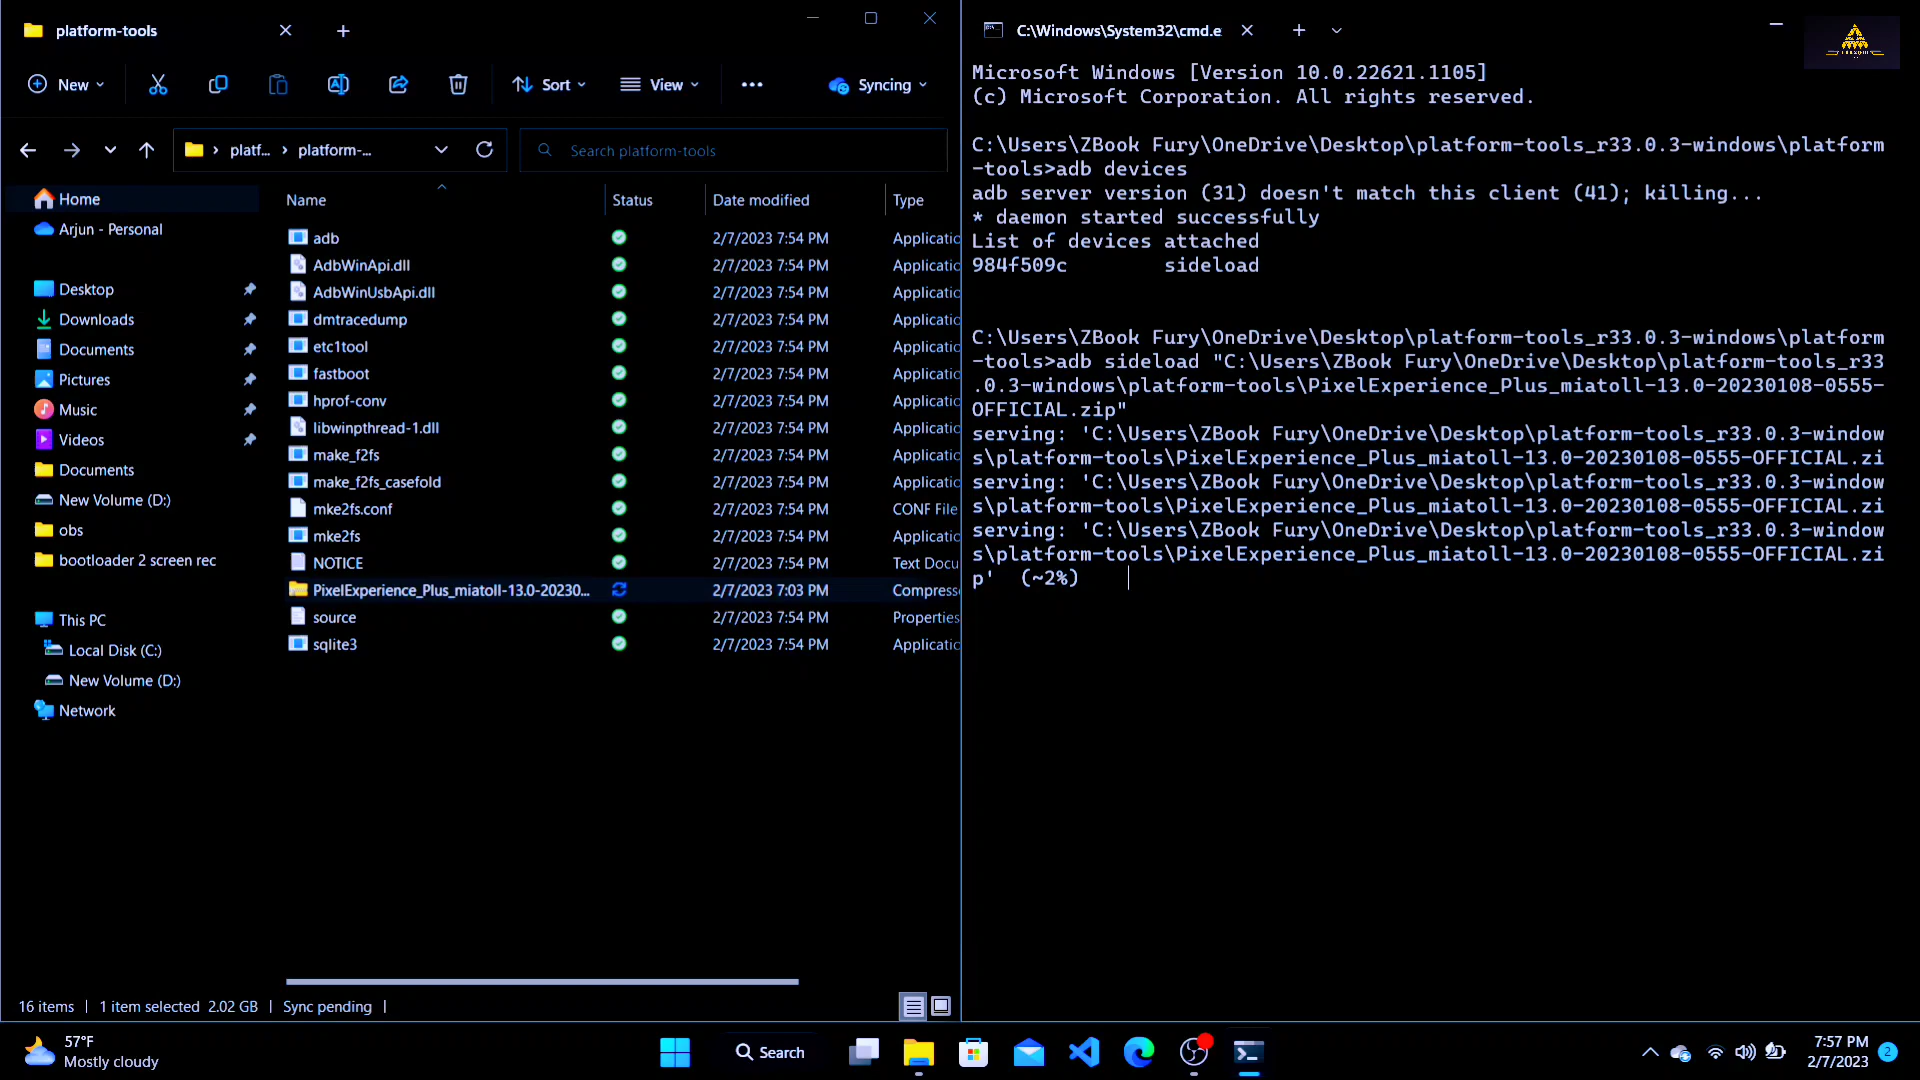 platform-tools
New
Sort
View
Syncing
platf...
platform-...
Search platform-tools
Home
Arjun - Personal
Desktop
Downloads
Documents
Pictures
Music
Videos
Documents
New Volume (D:)
obs
bootloader 2 screen rec
This PC
Local Disk (C:)
New Volume (D:)
Network
Name Status Date modified Type
adb 2/7/2023 7:54 PM Applicatio
AdbWinApi.dll 2/7/2023 7:54 PM Applicatio
AdbWinUsbApi.dll 2/7/2023 7:54 PM Applicatio
dmtracedump 2/7/2023 7:54 PM Applicatio
etc1tool 2/7/2023 7:54 PM Applicatio
fastboot 2/7/2023 7:54 PM Applicatio
hprof-conv 2/7/2023 7:54 PM Applicatio
libwinpthread-1.dll 2/7/2023 7:54 PM Applicatio
make_f2fs 2/7/2023 7:54 PM Applicatio
make_f2fs_casefold 2/7/2023 7:54 PM Applicatio
mke2fs.conf 2/7/2023 7:54 PM CONF File
mke2fs 2/7/2023 7:54 PM Applicatio
NOTICE 2/7/2023 7:54 PM Text Docu
PixelExperience_Plus_miatoll-13.0-20230... 2/7/2023 7:03 PM Compresse
source 2/7/2023 7:54 PM Properties
sqlite3 2/7/2023 7:54 PM Applicatio
16 items | 1 item selected 2.02 GB | Sync pending |
C:\Windows\System32\cmd.e
Microsoft Windows [Version 10.0.22621.1105]
(c) Microsoft Corporation. All rights reserved.
C:\Users\ZBook Fury\OneDrive\Desktop\platform-tools_r33.0.3-windows\platform
-tools>adb devices
adb server version (31) doesn't match this client (41); killing...
* daemon started successfully
List of devices attached
984f509c sideload
C:\Users\ZBook Fury\OneDrive\Desktop\platform-tools_r33.0.3-windows\platform
-tools>adb sideload "C:\Users\ZBook Fury\OneDrive\Desktop\platform-tools_r33
.0.3-windows\platform-tools\PixelExperience_Plus_miatoll-13.0-20230108-0555-
OFFICIAL.zip"
serving: 'C:\Users\ZBook Fury\OneDrive\Desktop\platform-tools_r33.0.3-window
s\platform-tools\PixelExperience_Plus_miatoll-13.0-20230108-0555-OFFICIAL.zi
serving: 'C:\Users\ZBook Fury\OneDrive\Desktop\platform-tools_r33.0.3-window
s\platform-tools\PixelExperience_Plus_miatoll-13.0-20230108-0555-OFFICIAL.zi
serving: 'C:\Users\ZBook Fury\OneDrive\Desktop\platform-tools_r33.0.3-window
s\platform-tools\PixelExperience_Plus_miatoll-13.0-20230108-0555-OFFICIAL.zi
p' (~2%)
57°F
Mostly cloudy
Search
7:57 PM
2/7/2023
2